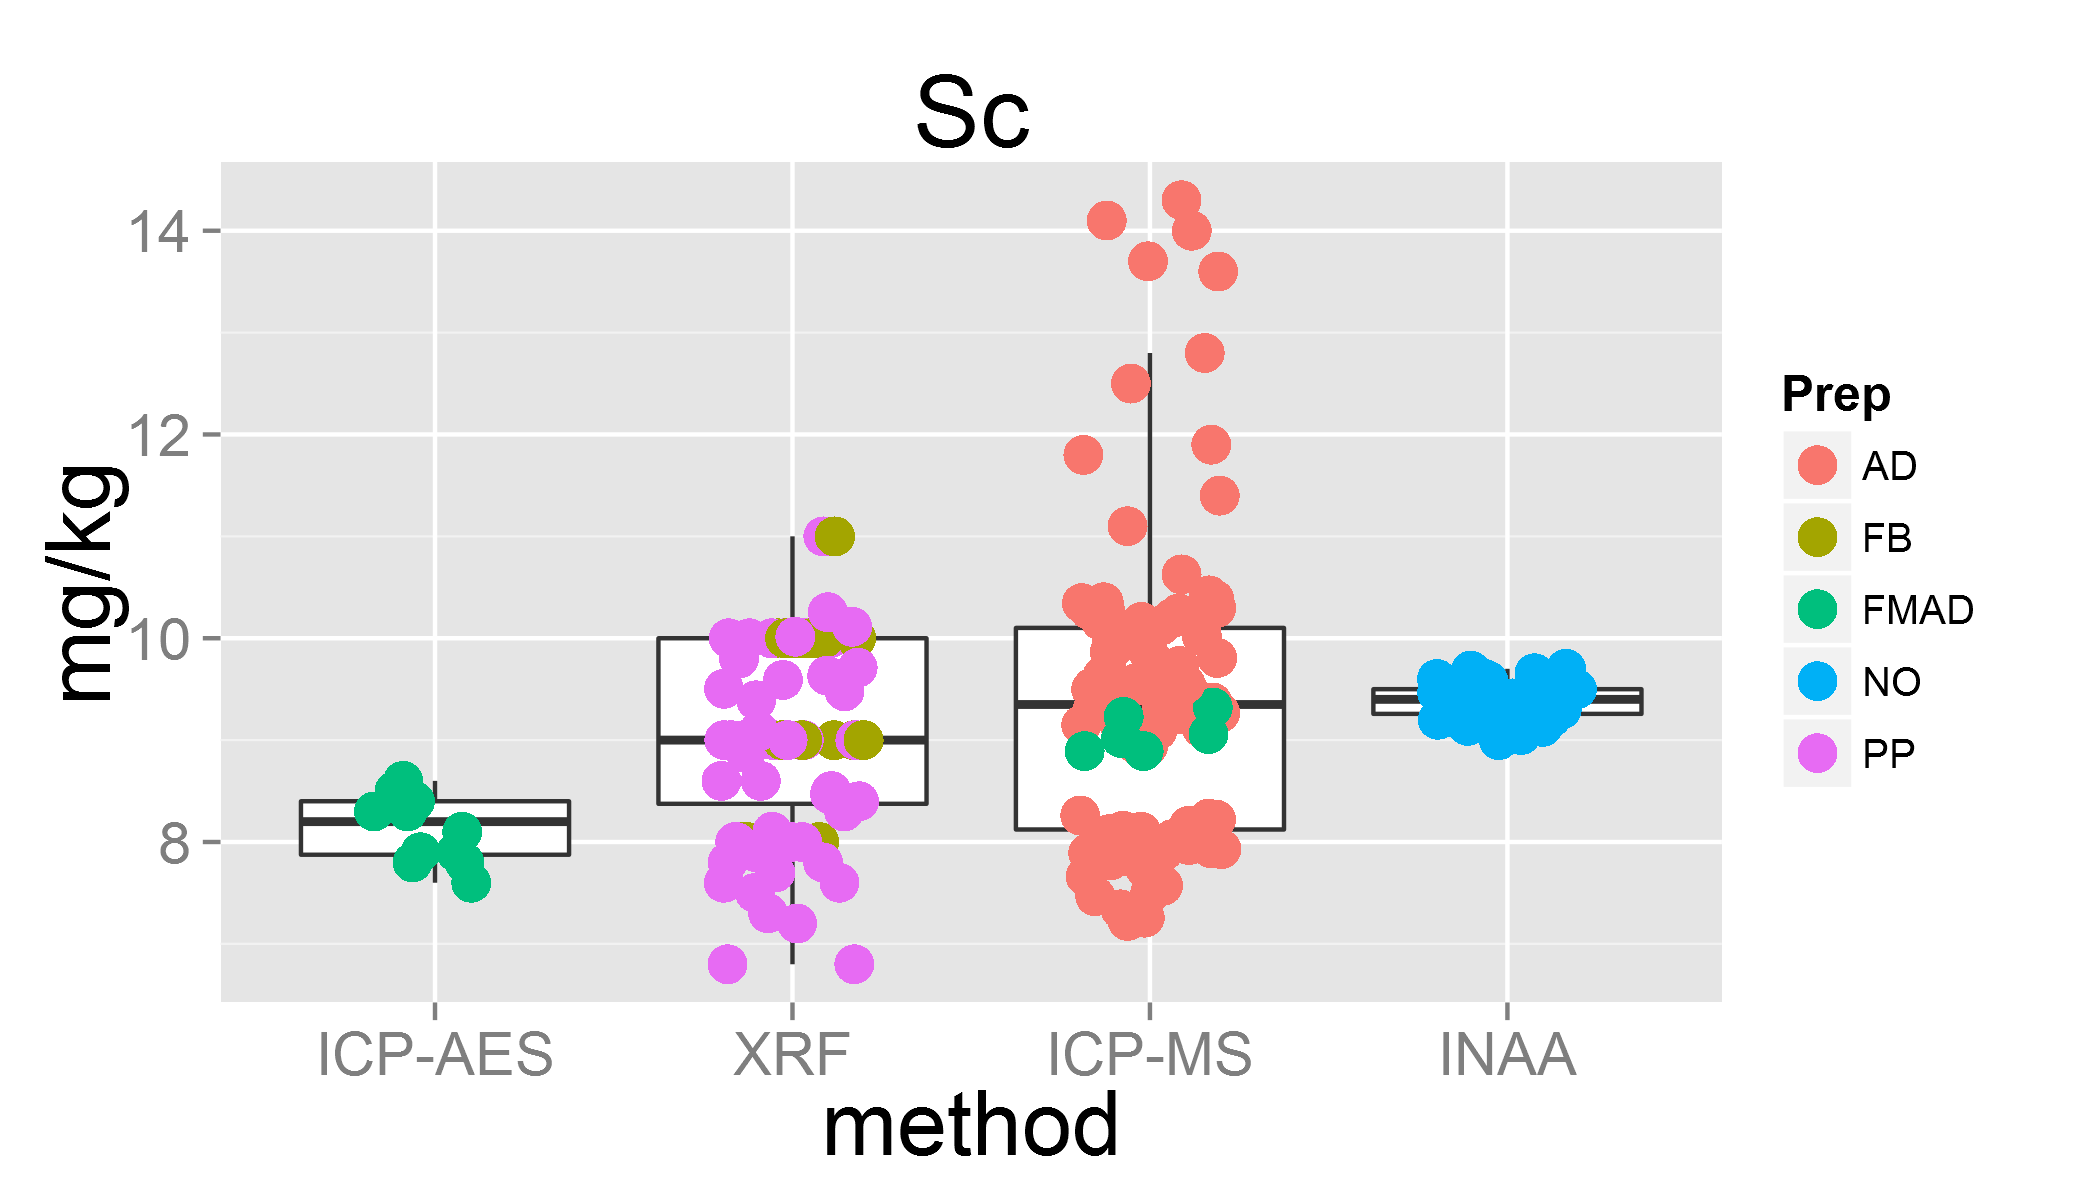 Sc
mg/kg
14
12
10
8
ICP-AES
XRF
ICP-MS
INAA
method
Prep
AD
FB
FMAD
NO
PP